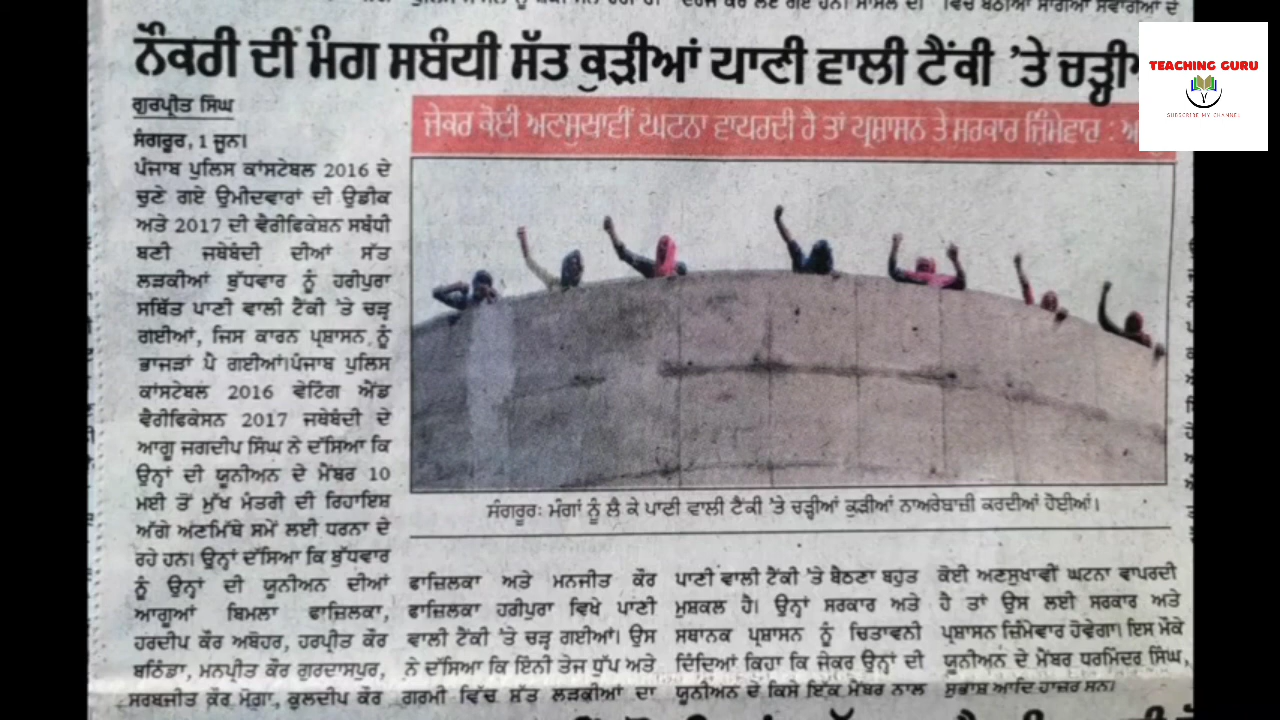 ਨੌਕਰੀ ਦੀ ਮੰਗ ਸਬੰਧੀ ਸੱਤ ਕੁੜੀਆਂ ਪਾਣੀ ਵਾਲੀ ਟੈਂਕੀ 'ਤੇ
TEACHING GURU
SUBSCRIBE MY CHANNEL
ਗੁਰਪ੍ਰੀਤ ਸਿੰਘ
ਜੇਕਰ ਕੋਈ ਅਣਸੁਖਾਵੀਂ ਘਟਨਾ ਵਾਪਰਦੀ ਹੈ ਤਾਂ ਪ੍ਰਸ਼ਾਸਨ ਤੇ ਸਰਕਾਰ ਜ਼ਿੰਮੇਵਾਰ :
ਸੰਗਰੂਰ, 1 ਜੂਨ।
ਪੰਜਾਬ ਪੁਲਿਸ ਕਾਂਸਟੇਬਲ 2016 ਦੇ
ਚੁਣੇ ਗਏ ਉਮੀਦਵਾਰਾਂ ਦੀ ਉਡੀਕ
ਅਤੇ 2017 ਦੀ ਵੈਰੀਫਿਕੇਸ਼ਨ ਸਬੰਧੀ
ਬਣੀ ਜਥੇਬੰਦੀ ਦੀਆਂ ਸੱਤ
ਲੜਕੀਆਂ ਬੁੱਧਵਾਰ ਨੂੰ ਹਰੀਪੁਰਾ
ਸਥਿੱਤ ਪਾਣੀ ਵਾਲੀ ਟੈਂਕੀ 'ਤੇ ਚੜ੍ਹ
ਗਈਆਂ, ਜਿਸ ਕਾਰਨ ਪ੍ਰਸ਼ਾਸਨ ਨੂੰ
ਭਾਜੜਾਂ ਪੈ ਗਈਆਂ।ਪੰਜਾਬ ਪੁਲਿਸ
ਕਾਂਸਟੇਬਲ 2016 ਵੇਟਿੰਗ ਐਂਡ
ਵੈਰੀਫਿਕੇਸਨ 2017 ਜਥੇਬੰਦੀ ਦੇ
ਆਗੂ ਜਗਦੀਪ ਸਿੰਘ ਨੇ ਦੱਸਿਆ ਕਿ
ਉਨ੍ਹਾਂ ਦੀ ਯੂਨੀਅਨ ਦੇ ਮੈਂਬਰ 10
ਮਈ ਤੋਂ ਮੁੱਖ ਮੰਤਰੀ ਦੀ ਰਿਹਾਇਸ਼
ਅੱਗੇ ਅਣਮਿੱਥੇ ਸਮੇਂ ਲਈ ਧਰਨਾ ਦੇ
ਰਹੇ ਹਨ। ਉਨ੍ਹਾਂ ਦੱਸਿਆ ਕਿ ਬੁੱਧਵਾਰ
ਨੂੰ ਉਨ੍ਹਾਂ ਦੀ ਯੂਨੀਅਨ ਦੀਆਂ
ਆਗੂਆਂ ਬਿਮਲਾ ਫਾਜ਼ਿਲਕਾ,
ਹਰਦੀਪ ਕੌਰ ਅਬੋਹਰ, ਹਰਪ੍ਰੀਤ ਕੌਰ
ਬਠਿੰਡਾ, ਮਨਪ੍ਰੀਤ ਕੌਰ ਗੁਰਦਾਸਪੁਰ,
ਸਰਬਜੀਤ ਕੌਰ ਮੋਗਾ, ਕੁਲਦੀਪ ਕੌਰ
ਸੰਗਰੂਰ: ਮੰਗਾਂ ਨੂੰ ਲੈ ਕੇ ਪਾਣੀ ਵਾਲੀ ਟੈਂਕੀ 'ਤੇ ਚੜ੍ਹੀਆਂ ਕੁੜੀਆਂ ਨਾਅਰੇਬਾਜ਼ੀ ਕਰਦੀਆਂ ਹੋਈਆਂ।
ਫਾਜ਼ਿਲਕਾ ਅਤੇ ਮਨਜੀਤ ਕੌਰ
ਫਾਜ਼ਿਲਕਾ ਹਰੀਪੁਰਾ ਵਿਖੇ ਪਾਣੀ
ਵਾਲੀ ਟੈਂਕੀ 'ਤੇ ਚੜ੍ਹ ਗਈਆਂ। ਉਸ
ਨੇ ਦੱਸਿਆ ਕਿ ਇੰਨੀ ਤੇਜ ਧੁੱਪ ਅਤੇ
ਗਰਮੀ ਵਿੱਚ ਸੱਤ ਲੜਕੀਆਂ ਦਾ
ਪਾਣੀ ਵਾਲੀ ਟੈਂਕੀ 'ਤੇ ਬੈਠਣਾ ਬਹੁਤ
ਮੁਸ਼ਕਲ ਹੈ। ਉਨ੍ਹਾਂ ਸਰਕਾਰ ਅਤੇ
ਸਥਾਨਕ ਪ੍ਰਸ਼ਾਸਨ ਨੂੰ ਚਿਤਾਵਨੀ
ਦਿੰਦਿਆਂ ਕਿਹਾ ਕਿ ਜੇਕਰ ਉਨ੍ਹਾਂ ਦੀ
ਯੂਨੀਅਨ ਦੇ ਕਿਸੇ ਇੱਕ ਮੈਂਬਰ ਨਾਲ
ਕੋਈ ਅਣਸੁਖਾਵੀਂ ਘਟਨਾ ਵਾਪਰਦੀ
ਹੈ ਤਾਂ ਉਸ ਲਈ ਸਰਕਾਰ ਅਤੇ
ਪ੍ਰਸ਼ਾਸਨ ਜ਼ਿੰਮੇਵਾਰ ਹੋਵੇਗਾ। ਇਸ ਮੌਕੇ
ਯੂਨੀਅਨ ਦੇ ਮੈਂਬਰ ਧਰਮਿੰਦਰ ਸਿੰਘ,
ਸੁਭਾਸ਼ ਆਦਿ ਹਾਜ਼ਰ ਸਨ।